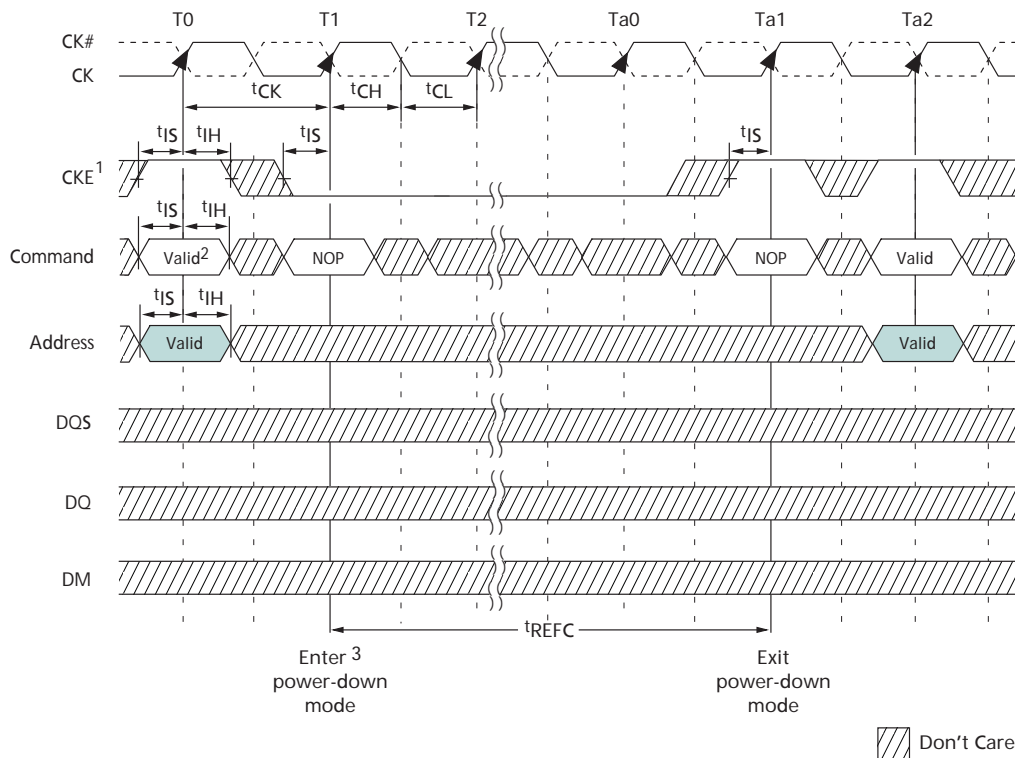 T0 T1 T2 Ta0 Ta1 Ta2
CK#
CK
tCK tCH tCL
tIS tIH tIS tIS
CKE1
tIS tIH
Command Valid2 NOP NOP Valid
tIS tIH
Address Valid Valid
DQS
DQ
DM
tREFC
Enter 3
power-down
mode
Exit
power-down
mode
Don't Care